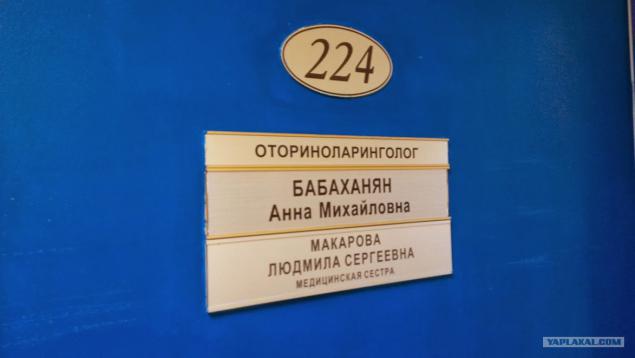 224
ОТОРИНОЛАРИНГОЛОГ
БАБАХАНЯН
Анна Михайловна
МАКАРОВА
ЛЮДМИЛА СЕРГЕЕВНА
МЕДИЦИНСКАЯ СЕСТРА
YAPLAKAL.COM